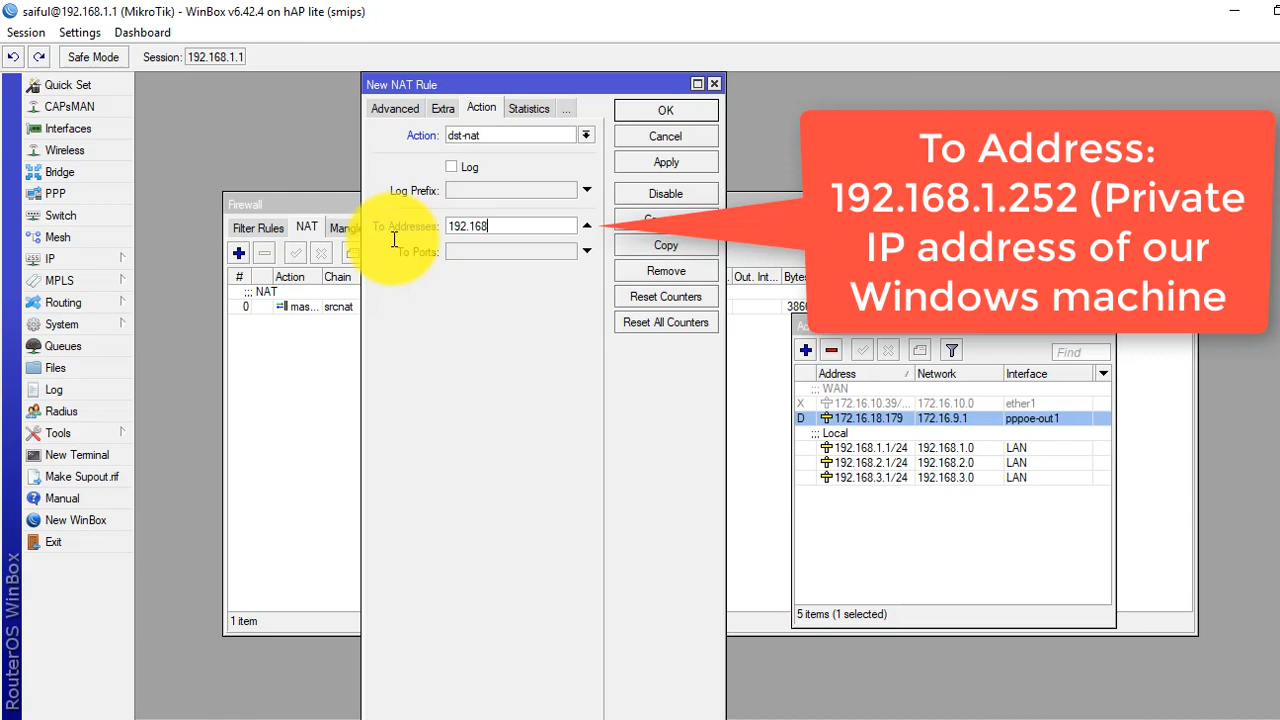 saiful@192.168.1.1 (MikroTik) - WinBox v6.42.4 on hAP lite (smips)
Session Settings Dashboard
Safe Mode Session: 192.168.1.1
Quick Set
CAPsMAN
Interfaces
Wireless
Bridge
PPP
Switch
Mesh
IP
MPLS
Routing
System
Queues
Files
Log
Radius
Tools
New Terminal
Make Supout.rif
Manual
New WinBox
Exit
RouterOS WinBox
Firewall
Filter Rules NAT Mangle
# Action Chain
;;; NAT
0 mas... srcnat
1 item
Out. Int... Bytes
New NAT Rule
Advanced Extra Action Statistics ...
Action: dst-nat
Log
Log Prefix:
To Addresses: 192.168
To Ports:
OK
Cancel
Apply
Disable
Copy
Remove
Reset Counters
Reset All Counters
To Address:
192.168.1.252 (Private
IP address of our
Windows machine
Find
Address Network Interface
;;; WAN
X 172.16.10.39/... 172.16.10.0 ether1
D 172.16.18.179 172.16.9.1 pppoe-out1
;;; Local
192.168.1.1/24 192.168.1.0 LAN
192.168.2.1/24 192.168.2.0 LAN
192.168.3.1/24 192.168.3.0 LAN
5 items (1 selected)